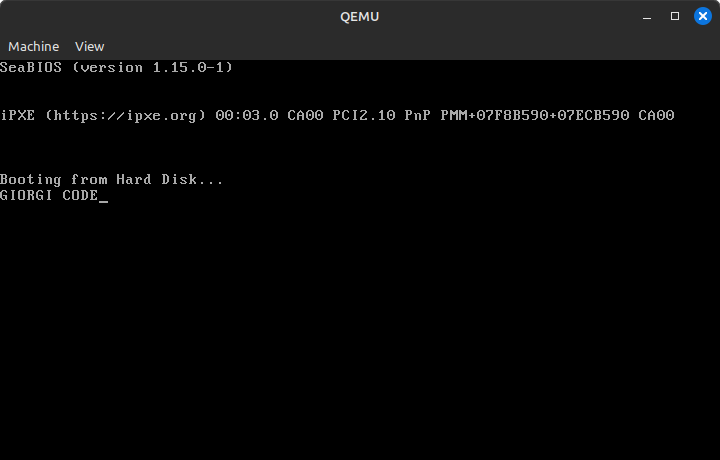 QEMU
Machine View
SeaBIOS (version 1.15.0-1)
iPXE (https://ipxe.org) 00:03.0 CA00 PCI2.10 PnP PMM+07F8B590+07ECB590 CA00
Booting from Hard Disk...
GIORGI CODE_